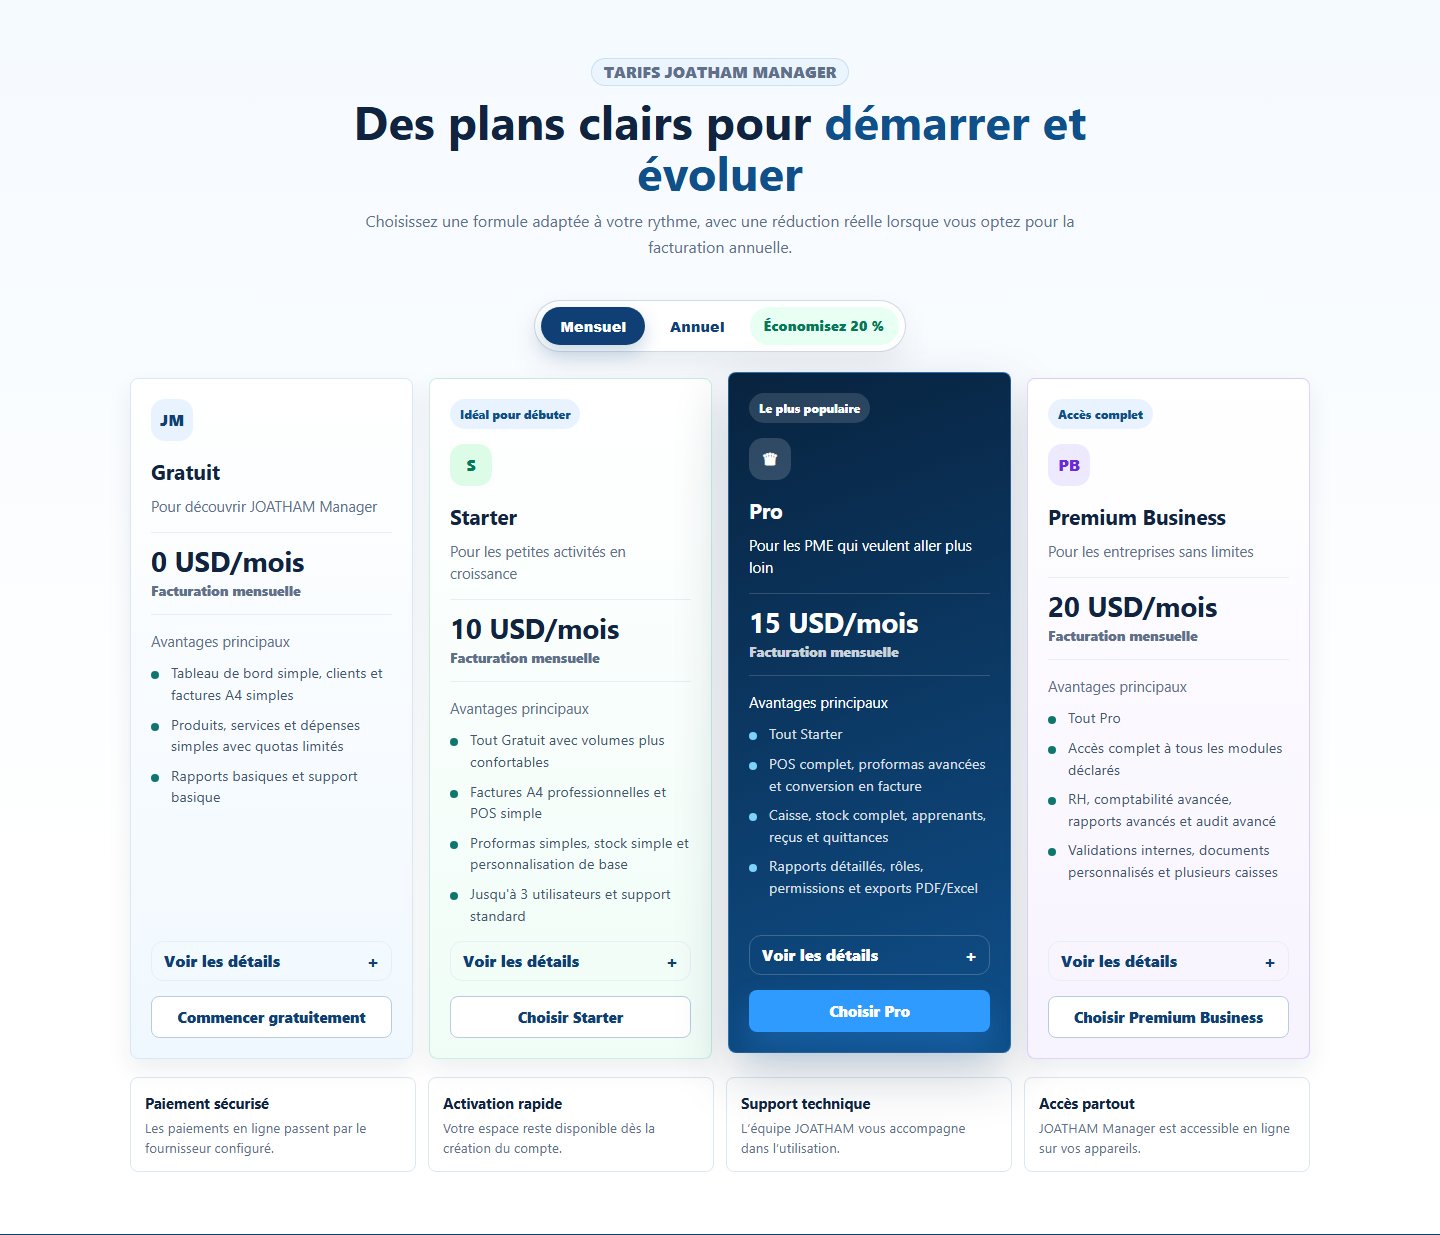 TARIFS JOATHAM MANAGER
Des plans clairs pour démarrer et
évoluer
Choisissez une formule adaptée à votre rythme, avec une réduction réelle lorsque vous optez pour la
facturation annuelle.
Mensuel
Annuel
Économisez 20 %
JM
Gratuit
Pour découvrir JOATHAM Manager
0 USD/mois
Facturation mensuelle
Avantages principaux
Tableau de bord simple, clients et
factures A4 simples
Produits, services et dépenses
simples avec quotas limités
Rapports basiques et support
basique
Voir les détails +
Commencer gratuitement
Idéal pour débuter
S
Starter
Pour les petites activités en
croissance
10 USD/mois
Facturation mensuelle
Avantages principaux
Tout Gratuit avec volumes plus
confortables
Factures A4 professionnelles et
POS simple
Proformas simples, stock simple et
personnalisation de base
Jusqu'à 3 utilisateurs et support
standard
Voir les détails +
Choisir Starter
Le plus populaire
Pro
Pour les PME qui veulent aller plus
loin
15 USD/mois
Facturation mensuelle
Avantages principaux
Tout Starter
POS complet, proformas avancées
et conversion en facture
Caisse, stock complet, apprenants,
reçus et quittances
Rapports détaillés, rôles,
permissions et exports PDF/Excel
Voir les détails +
Choisir Pro
Accès complet
PB
Premium Business
Pour les entreprises sans limites
20 USD/mois
Facturation mensuelle
Avantages principaux
Tout Pro
Accès complet à tous les modules
déclarés
RH, comptabilité avancée,
rapports avancés et audit avancé
Validations internes, documents
personnalisés et plusieurs caisses
Voir les détails +
Choisir Premium Business
Paiement sécurisé
Les paiements en ligne passent par le
fournisseur configuré.
Activation rapide
Votre espace reste disponible dès la
création du compte.
Support technique
L'équipe JOATHAM vous accompagne
dans l'utilisation.
Accès partout
JOATHAM Manager est accessible en ligne
sur vos appareils.